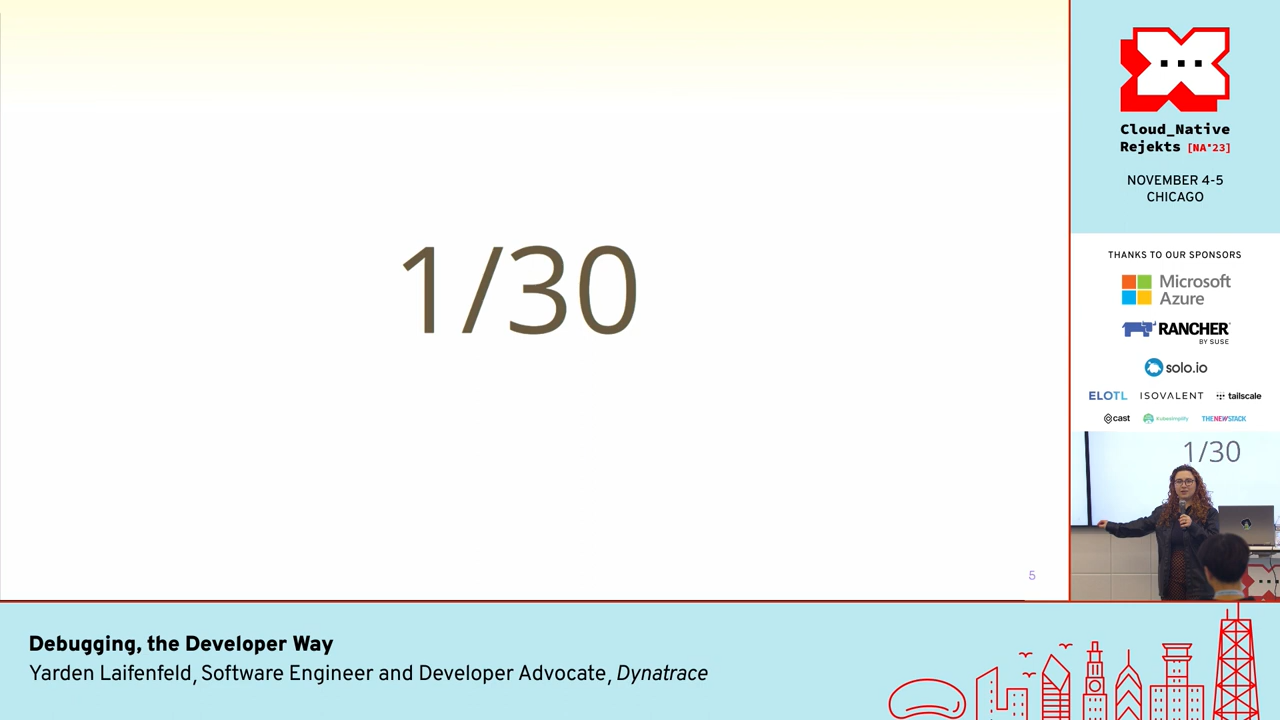 1/30
5
Cloud_Native
Rejekts [NA'23]
NOVEMBER 4-5
CHICAGO
THANKS TO OUR SPONSORS
Microsoft
Azure
RANCHER
BY SUSE
solo.io
ELOTL ISOVALENT tailscale
cast kubesimplify THENEWSTACK
1/30
Debugging, the Developer Way
Yarden Laifenfeld, Software Engineer and Developer Advocate, Dynatrace